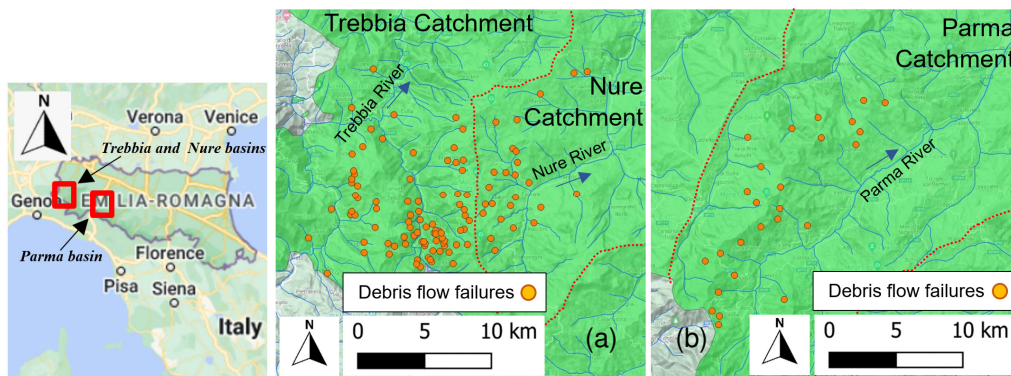 N
Verona
Venice
Trebbia and Nure basins
Geno
EMILIA-ROMAGNA
Parma basin
Florence
Pisa
Siena
Italy
Trebbia Catchment
Nure
Catchment
Trebbia River
Nure River
Debris flow failures
N
0 5 10 km
(a)
Parma
Catchment
Parma River
Debris flow failures
(b)
N
0 5 10 km